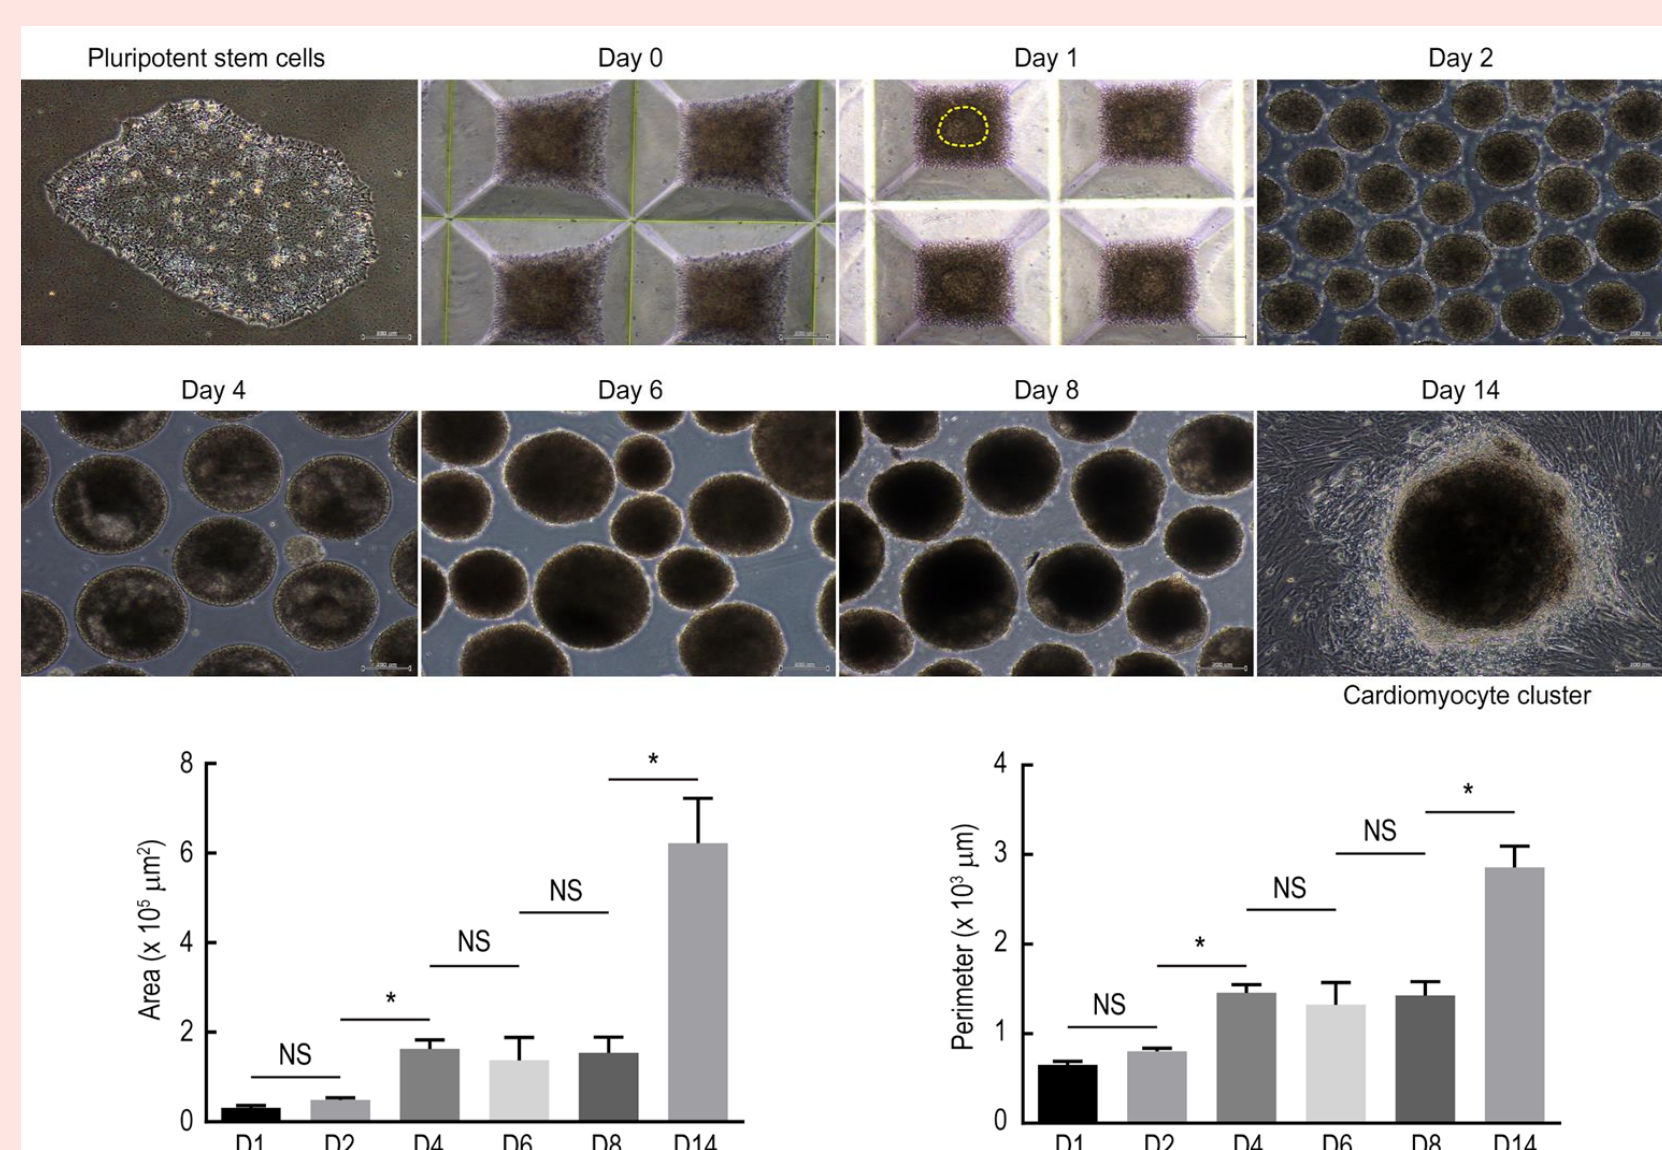 Pluripotent stem cells
Day 0
Day 1
Day 2
Day 4
Day 6
Day 8
Day 14
Cardiomyocyte cluster
Area (x 10⁵ µm²)
8
6
4
2
0
NS
*
NS
NS
*
D1 D2 D4 D6 D8 D14
Perimeter (x 10³ µm)
4
3
2
1
0
NS
*
NS
NS
*
D1 D2 D4 D6 D8 D14